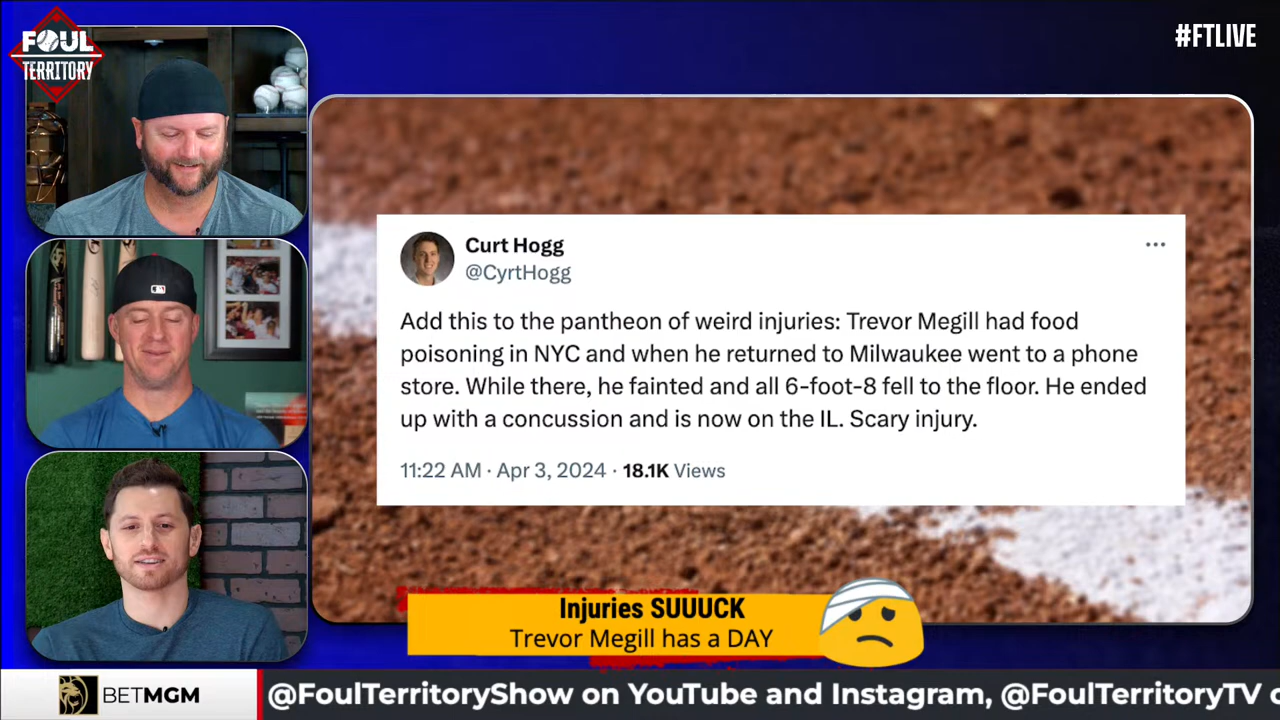 FOUL
TERRITORY
#FTLIVE
Curt Hogg
@CyrtHogg
Add this to the pantheon of weird injuries: Trevor Megill had food
poisoning in NYC and when he returned to Milwaukee went to a phone
store. While there, he fainted and all 6-foot-8 fell to the floor. He ended
up with a concussion and is now on the IL. Scary injury.
11:22 AM · Apr 3, 2024 · 18.1K Views
Injuries SUUUCK
Trevor Megill has a DAY
BETMGM
@FoulTerritoryShow on YouTube and Instagram, @FoulTerritoryTV